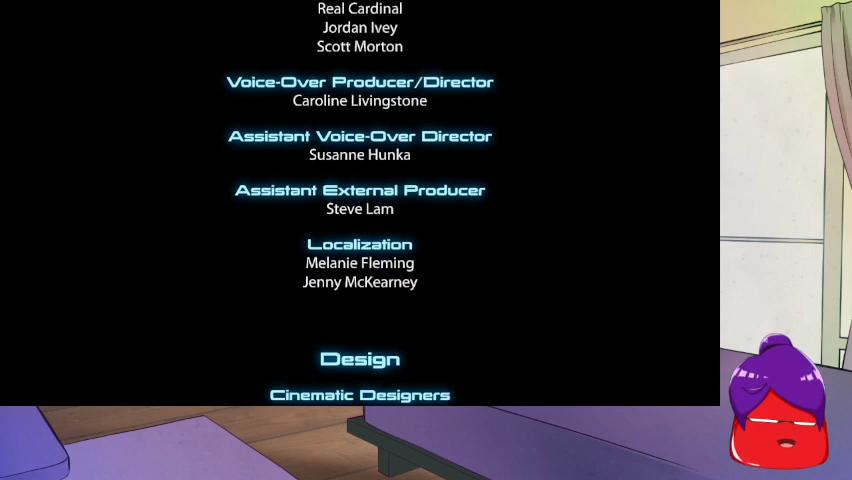 Real Cardinal
Jordan Ivey
Scott Morton
Voice-Over Producer/Director
Caroline Livingstone
Assistant Voice-Over Director
Susanne Hunka
Assistant External Producer
Steve Lam
Localization
Melanie Fleming
Jenny McKearney
Design
Cinematic Designers